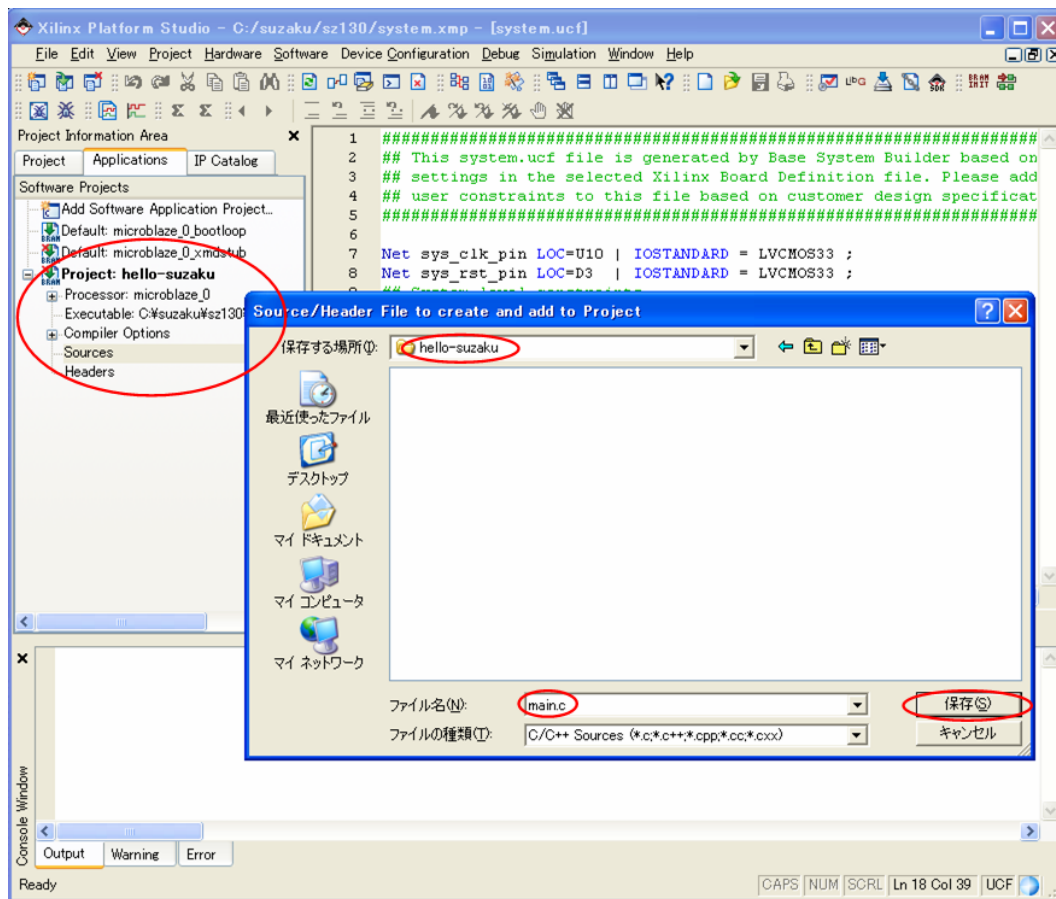 Xilinx Platform Studio - C:/suzaku/sz130/system.xmp - [system.ucf]
File Edit View Project Hardware Software Device Configuration Debug Simulation Window Help
Project Information Area
Project Applications IP Catalog
Software Projects
Add Software Application Project...
Default: microblaze_0_bootloop
Default: microblaze_0_xmdstub
Project: hello-suzaku
Processor: microblaze_0
Executable: C:¥suzaku¥sz130¥
Compiler Options
Sources
Headers
1 ##################################################################
2 ## This system.ucf file is generated by Base System Builder based on
3 ## settings in the selected Xilinx Board Definition file. Please add
4 ## user constraints to this file based on customer design specificat
5 ##################################################################
6
7 Net sys_clk_pin LOC=U10 | IOSTANDARD = LVCMOS33 ;
8 Net sys_rst_pin LOC=D3 | IOSTANDARD = LVCMOS33 ;
9 ## System level constraints
Source/Header File to create and add to Project
保存する場所(I): hello-suzaku
最近使ったファイル
デスクトップ
マイ ドキュメント
マイ コンピュータ
マイ ネットワーク
ファイル名(N): main.c 保存(S)
ファイルの種類(T): C/C++ Sources (*.c;*.c++;*.cpp;*.cc;*.cxx) キャンセル
Console Window
Output Warning Error
Ready CAPS NUM SCRL Ln 18 Col 39 UCF